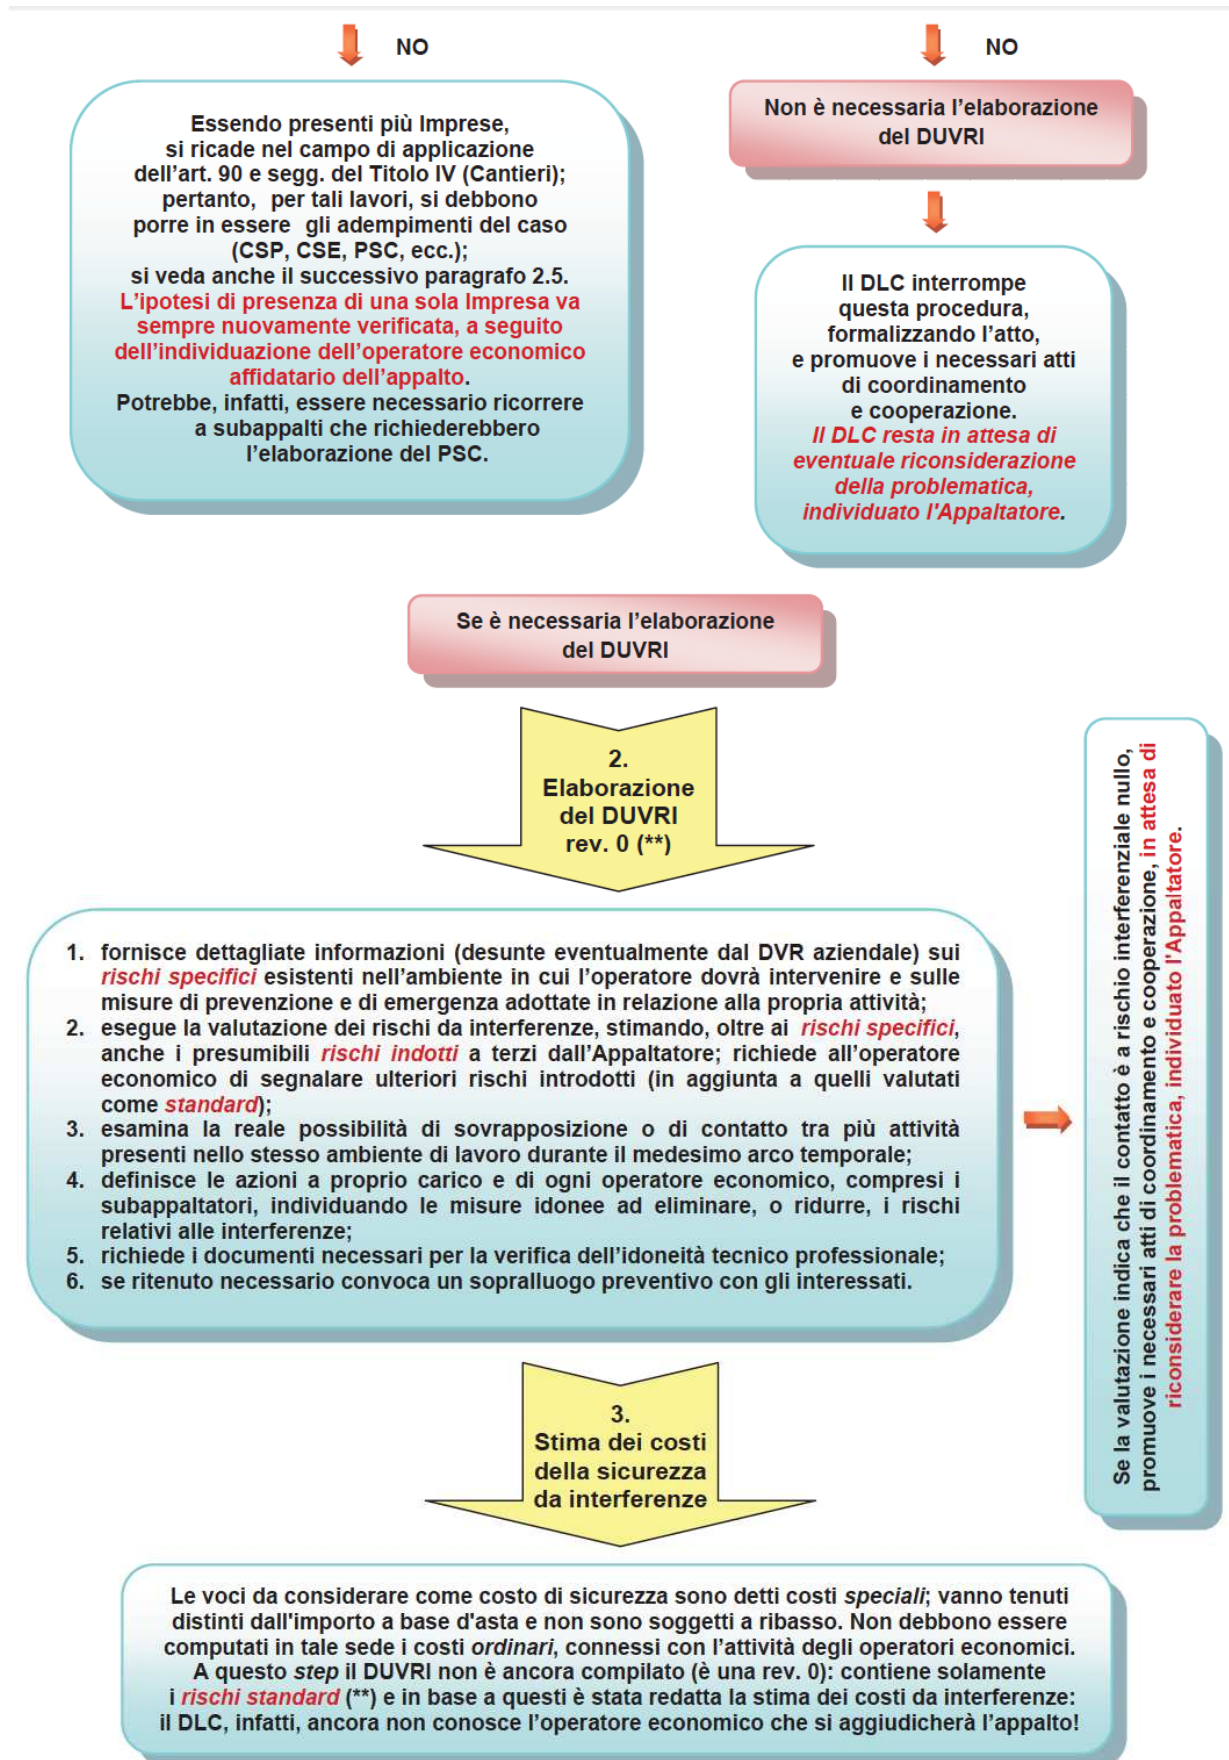 NO
Essendo presenti più Imprese,
si ricade nel campo di applicazione
dell'art. 90 e segg. del Titolo IV (Cantieri);
pertanto, per tali lavori, si debbono
porre in essere gli adempimenti del caso
(CSP, CSE, PSC, ecc.);
si veda anche il successivo paragrafo 2.5.
L'ipotesi di presenza di una sola Impresa va
sempre nuovamente verificata, a seguito
dell'individuazione dell'operatore economico
affidatario dell'appalto.
Potrebbe, infatti, essere necessario ricorrere
a subappalti che richiederebbero
l'elaborazione del PSC.
NO
Non è necessaria l'elaborazione
del DUVRI
Il DLC interrompe
questa procedura,
formalizzando l'atto,
e promuove i necessari atti
di coordinamento
e cooperazione.
Il DLC resta in attesa di
eventuale riconsiderazione
della problematica,
individuato l'Appaltatore.
Se è necessaria l'elaborazione
del DUVRI
2.
Elaborazione
del DUVRI
rev. 0 (**)
1. fornisce dettagliate informazioni (desunte eventualmente dal DVR aziendale) sui
rischi specifici esistenti nell'ambiente in cui l'operatore dovrà intervenire e sulle
misure di prevenzione e di emergenza adottate in relazione alla propria attività;
2. esegue la valutazione dei rischi da interferenze, stimando, oltre ai rischi specifici,
anche i presumibili rischi indotti a terzi dall'Appaltatore; richiede all'operatore
economico di segnalare ulteriori rischi introdotti (in aggiunta a quelli valutati
come standard);
3. esamina la reale possibilità di sovrapposizione o di contatto tra più attività
presenti nello stesso ambiente di lavoro durante il medesimo arco temporale;
4. definisce le azioni a proprio carico e di ogni operatore economico, compresi i
subappaltatori, individuando le misure idonee ad eliminare, o ridurre, i rischi
relativi alle interferenze;
5. richiede i documenti necessari per la verifica dell'idoneità tecnico professionale;
6. se ritenuto necessario convoca un sopralluogo preventivo con gli interessati.
Se la valutazione indica che il contatto è a rischio interferenziale nullo,
promuove i necessari atti di coordinamento e cooperazione, in attesa di
riconsiderare la problematica, individuato l'Appaltatore.
3.
Stima dei costi
della sicurezza
da interferenze
Le voci da considerare come costo di sicurezza sono detti costi speciali; vanno tenuti
distinti dall'importo a base d'asta e non sono soggetti a ribasso. Non debbono essere
computati in tale sede i costi ordinari, connessi con l'attività degli operatori economici.
A questo step il DUVRI non è ancora compilato (è una rev. 0): contiene solamente
i rischi standard (**) e in base a questi è stata redatta la stima dei costi da interferenze:
il DLC, infatti, ancora non conosce l'operatore economico che si aggiudicherà l'appalto!